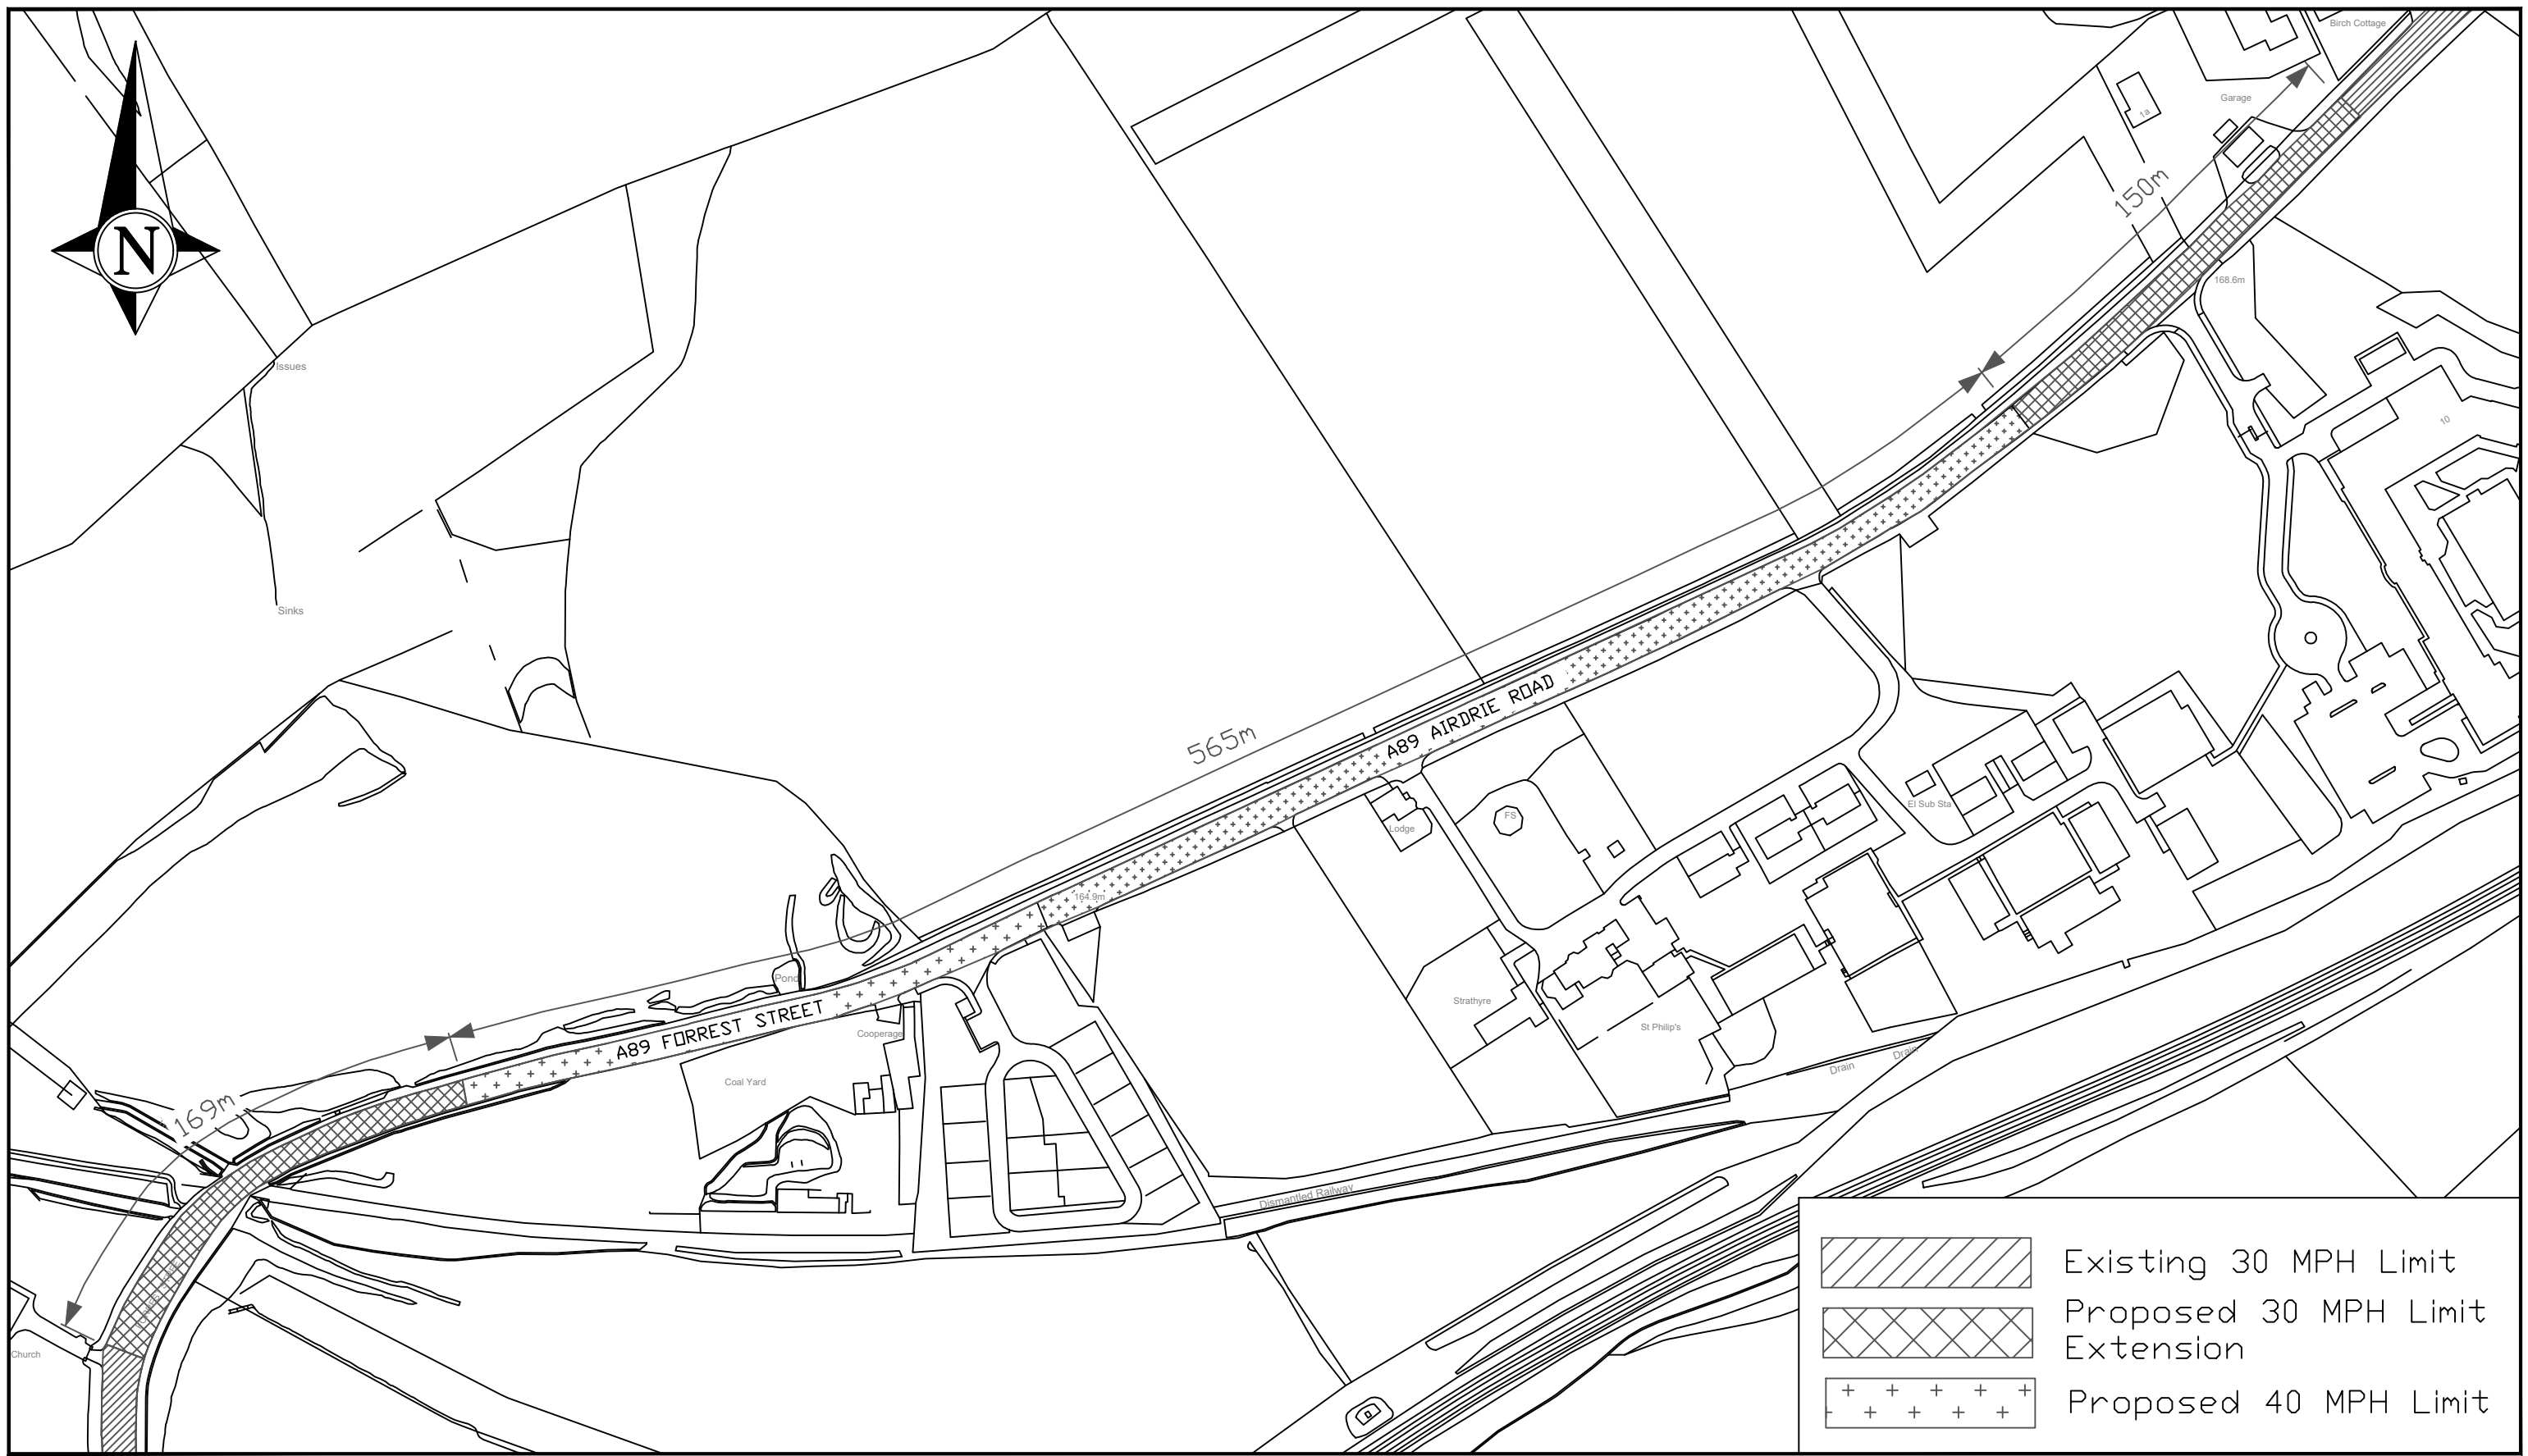 Birch Cottage
Garage
1a
150m
N
168.6m
Issues
10
Sinks
A89 AIRDRIE ROAD
565m
El Sub Sta
FS
Lodge
164.9m
Pond
Strathyre
A89 FORREST STREET
Cooperage
St Philip's
Drain
Drain
Coal Yard
169m
Dismantled Railway
Church
Existing 30 MPH Limit
Proposed 30 MPH Limit
Extension
Proposed 40 MPH Limit